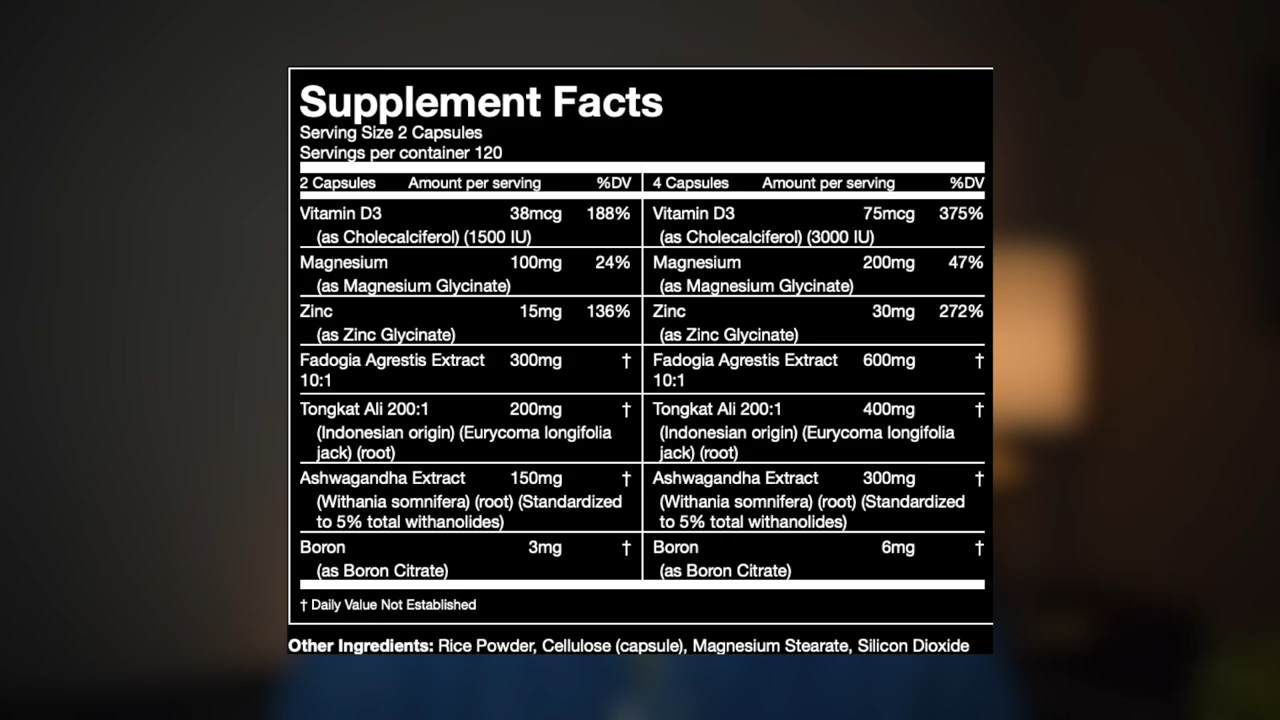 Supplement Facts
Serving Size 2 Capsules
Servings per container 120
2 Capsules Amount per serving %DV 4 Capsules Amount per serving %DV
Vitamin D3 38mcg 188% Vitamin D3 75mcg 375%
(as Cholecalciferol) (1500 IU) (as Cholecalciferol) (3000 IU)
Magnesium 100mg 24% Magnesium 200mg 47%
(as Magnesium Glycinate) (as Magnesium Glycinate)
Zinc 15mg 136% Zinc 30mg 272%
(as Zinc Glycinate) (as Zinc Glycinate)
Fadogia Agrestis Extract 300mg † Fadogia Agrestis Extract 600mg †
10:1 10:1
Tongkat Ali 200:1 200mg † Tongkat Ali 200:1 400mg †
(Indonesian origin) (Eurycoma longifolia (Indonesian origin) (Eurycoma longifolia
jack) (root) jack) (root)
Ashwagandha Extract 150mg † Ashwagandha Extract 300mg †
(Withania somnifera) (root) (Standardized (Withania somnifera) (root) (Standardized
to 5% total withanolides) to 5% total withanolides)
Boron 3mg † Boron 6mg †
(as Boron Citrate) (as Boron Citrate)
† Daily Value Not Established
Other Ingredients: Rice Powder, Cellulose (capsule), Magnesium Stearate, Silicon Dioxide